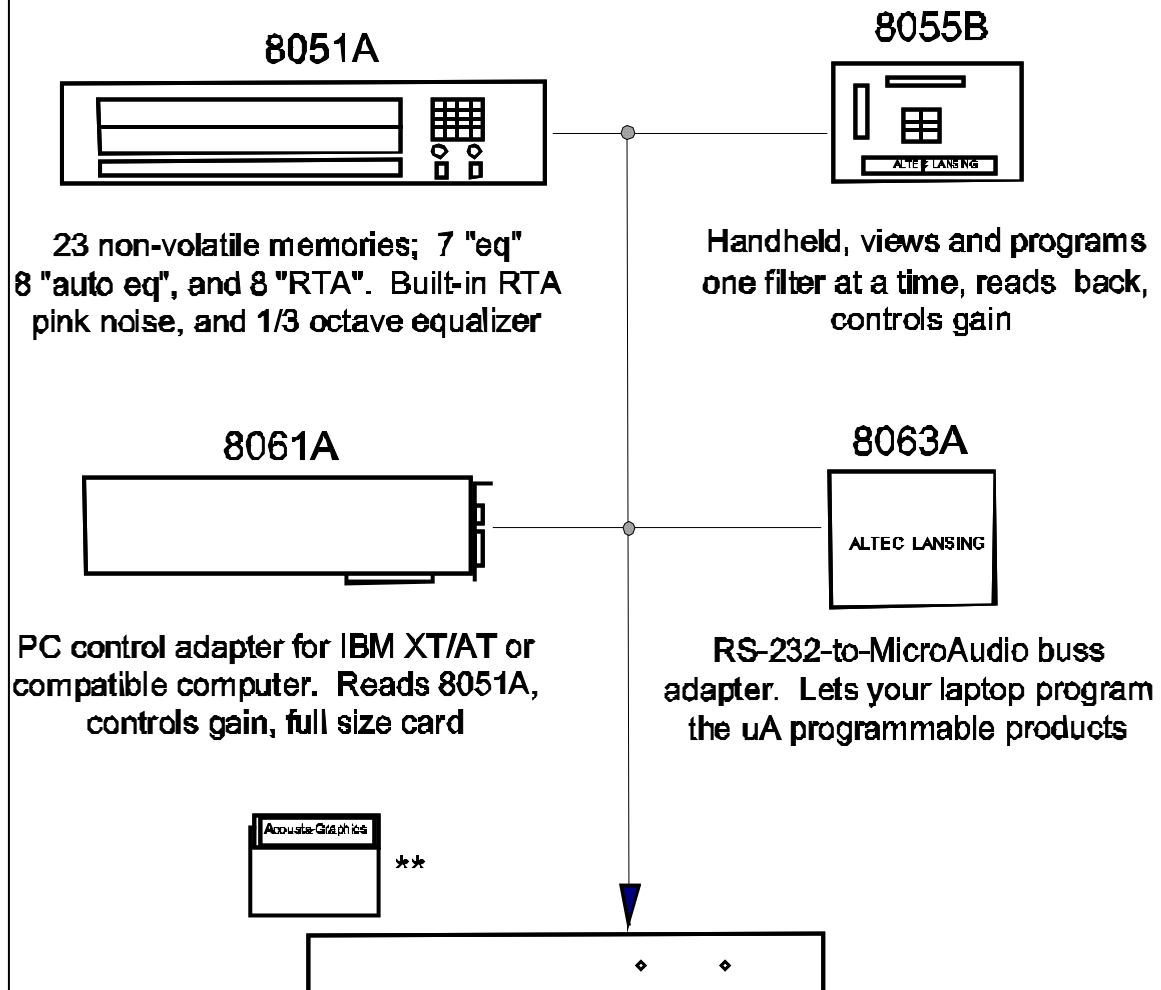 8051A
8055B
ALTEC LANSING
23 non-volatile memories; 7 "eq"
8 "auto eq", and 8 "RTA". Built-in RTA
pink noise, and 1/3 octave equalizer
Handheld, views and programs
one filter at a time, reads back,
controls gain
8061A
8063A
ALTEC LANSING
PC control adapter for IBM XT/AT or
compatible computer. Reads 8051A,
controls gain, full size card
RS-232-to-MicroAudio buss
adapter. Lets your laptop program
the uA programmable products
Acousta-Graphics
**